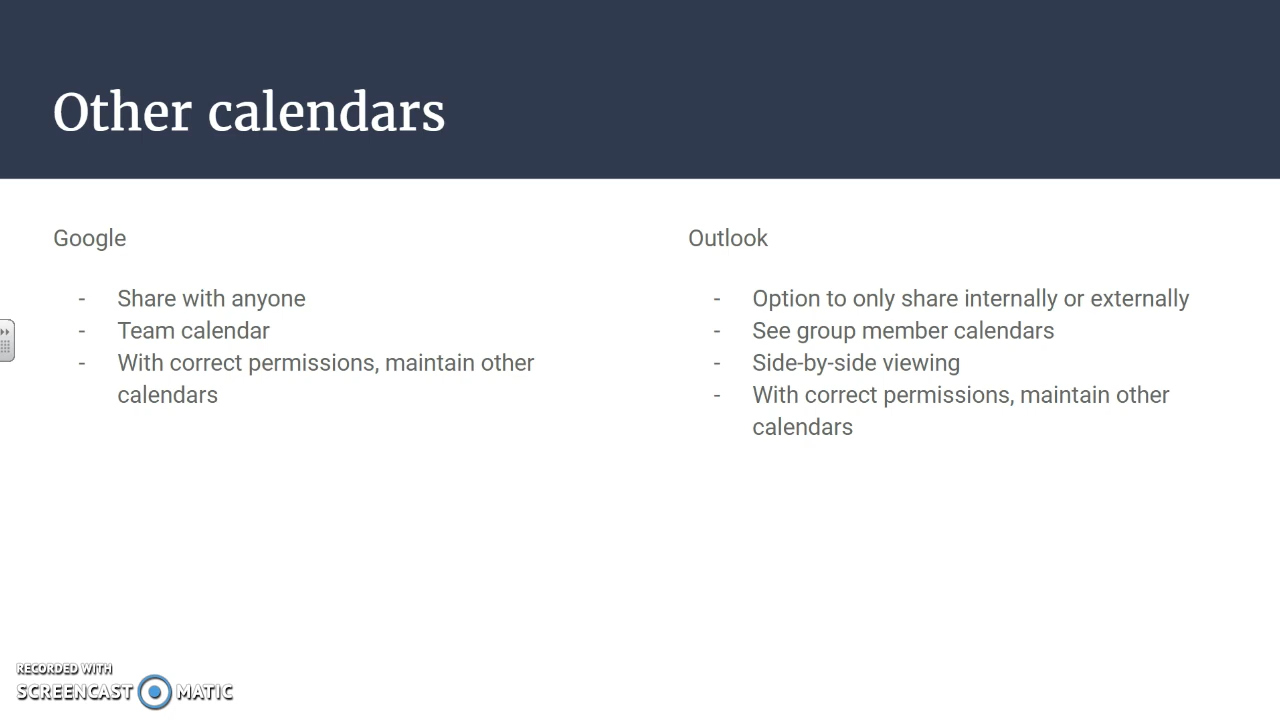 Other calendars
Google
- Share with anyone
- Team calendar
- With correct permissions, maintain other
calendars
Outlook
- Option to only share internally or externally
- See group member calendars
- Side-by-side viewing
- With correct permissions, maintain other
calendars
RECORDED WITH
SCREENCAST MATIC